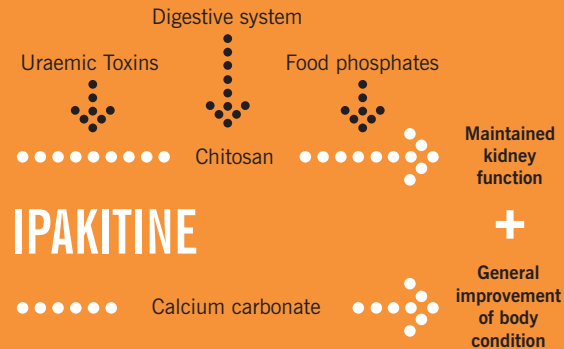 Digestive system
Uraemic Toxins
Food phosphates
Chitosan
Maintained
kidney
function
IPAKITINE
+
Calcium carbonate
General
improvement
of body
condition